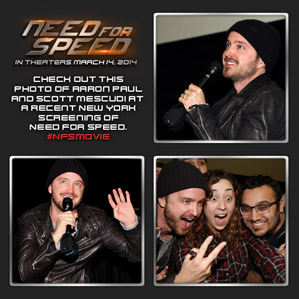 NEED FOR
SPEED
IN THEATERS MARCH 14, 2014
CHECK OUT THIS
PHOTO OF AARON PAUL
AND SCOTT MESCUDI AT
A RECENT NEW YORK
SCREENING OF
NEED FOR SPEED.
#NFSMOVIE